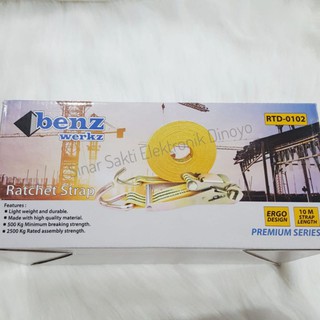 benz
werkz
RTD-0102
Sinar Sakti Elektronik Dinoyo
Ratchet Strap
Features :
Light weight and durable.
Made with high quality material.
500 Kg Minimum breaking strength.
2500 Kg Rated assembly strength.
ERGO
DESIGN
10 M
STRAP
LENGTH
PREMIUM SERIES